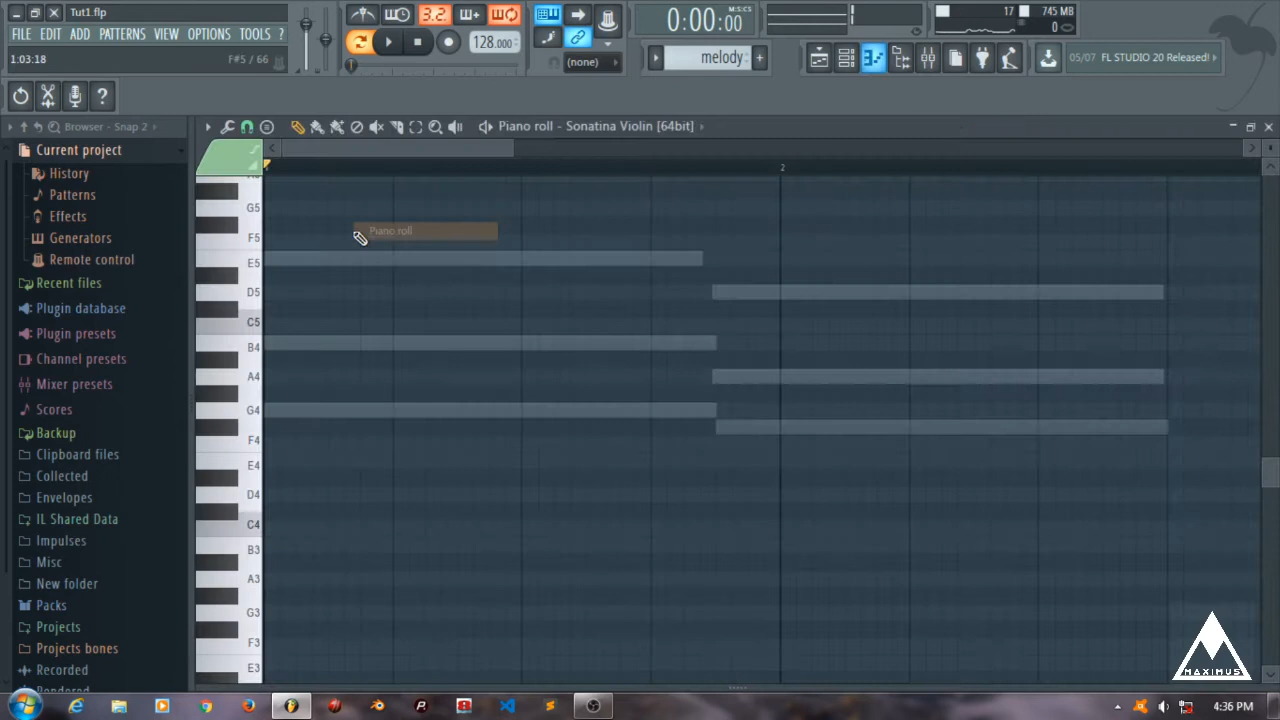 Tut1.flp
FILE EDIT ADD PATTERNS VIEW OPTIONS TOOLS ?
1:03:18 F#5 / 66
3.2.
128.000
0:00:00
M:S:CS
(none)
melody
17
745 MB
0
05/07 FL STUDIO 20 Released!
Browser - Snap 2
Piano roll - Sonatina Violin [64bit]
Current project
History
Patterns
Effects
Generators
Remote control
Recent files
Plugin database
Plugin presets
Channel presets
Mixer presets
Scores
Backup
Clipboard files
Collected
Envelopes
IL Shared Data
Impulses
Misc
New folder
Packs
Projects
Projects bones
Recorded
Rendered
2
G5
F5
E5
D5
C5
B4
A4
G4
F4
E4
D4
C4
B3
A3
G3
F3
E3
Piano roll
MAXIMUS
4:36 PM